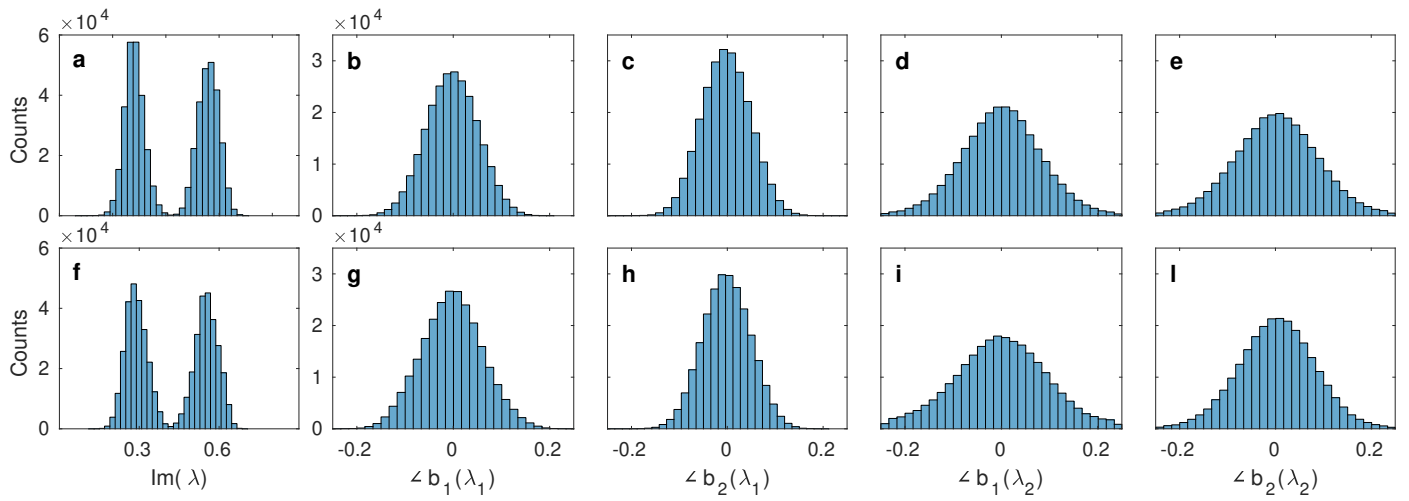 ×10⁴ ×10⁴
6 3
a b c d e
4 2
Counts
2 1
0 0
×10⁴ ×10⁴
6 3
f g h i l
4 2
Counts
2 1
0 0
0.3 0.6 -0.2 0 0.2 -0.2 0 0.2 -0.2 0 0.2 -0.2 0 0.2
Im( λ) ∠ b₁(λ₁) ∠ b₂(λ₁) ∠ b₁(λ₂) ∠ b₂(λ₂)